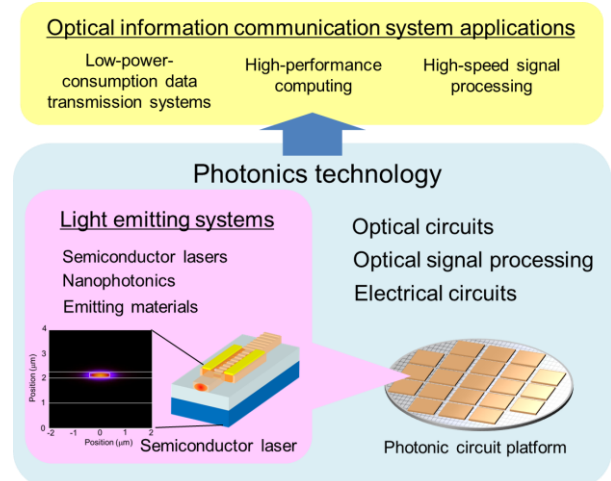 Optical information communication system applications
Low-power-
consumption data
transmission systems
High-performance
computing
High-speed signal
processing
Photonics technology
Light emitting systems
Semiconductor lasers
Nanophotonics
Emitting materials
Optical circuits
Optical signal processing
Electrical circuits
Position (μm)
4
3
2
1
0
-2 -1 0 1 2
Position (μm)
Semiconductor laser
Photonic circuit platform